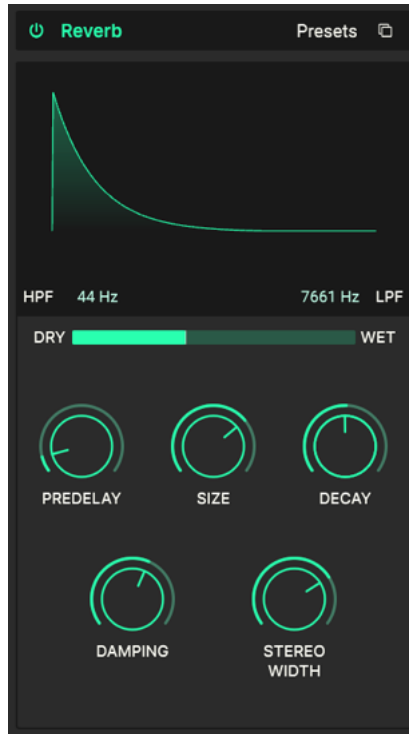 Reverb Presets
HPF 44 Hz 7661 Hz LPF
DRY WET
PREDELAY SIZE DECAY
DAMPING STEREO
WIDTH